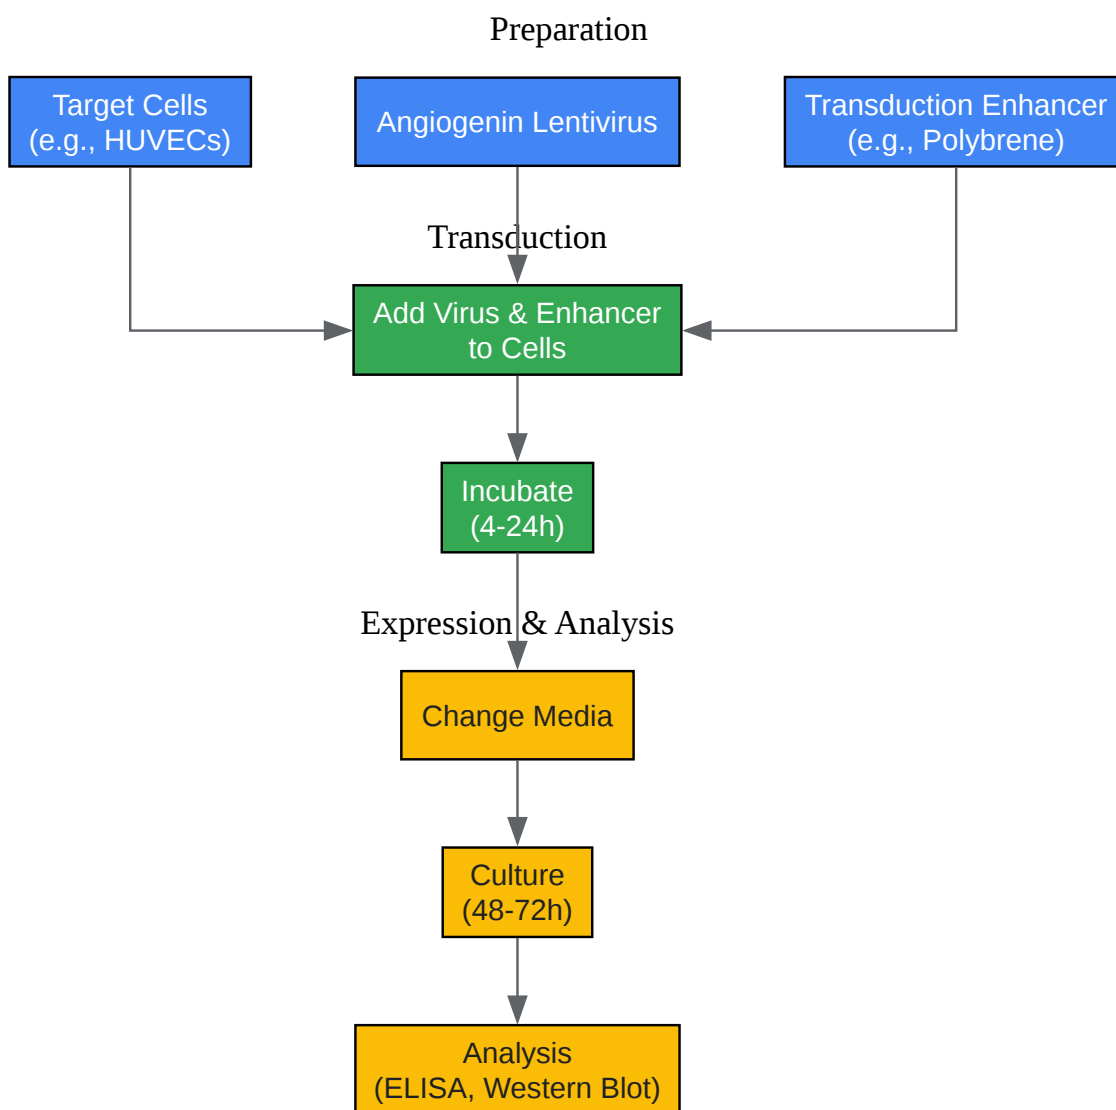 Preparation
Target Cells
(e.g., HUVECs)
Angiogenin Lentivirus
Transduction Enhancer
(e.g., Polybrene)
Transduction
Add Virus & Enhancer
to Cells
Incubate
(4-24h)
Expression & Analysis
Change Media
Culture
(48-72h)
Analysis
(ELISA, Western Blot)